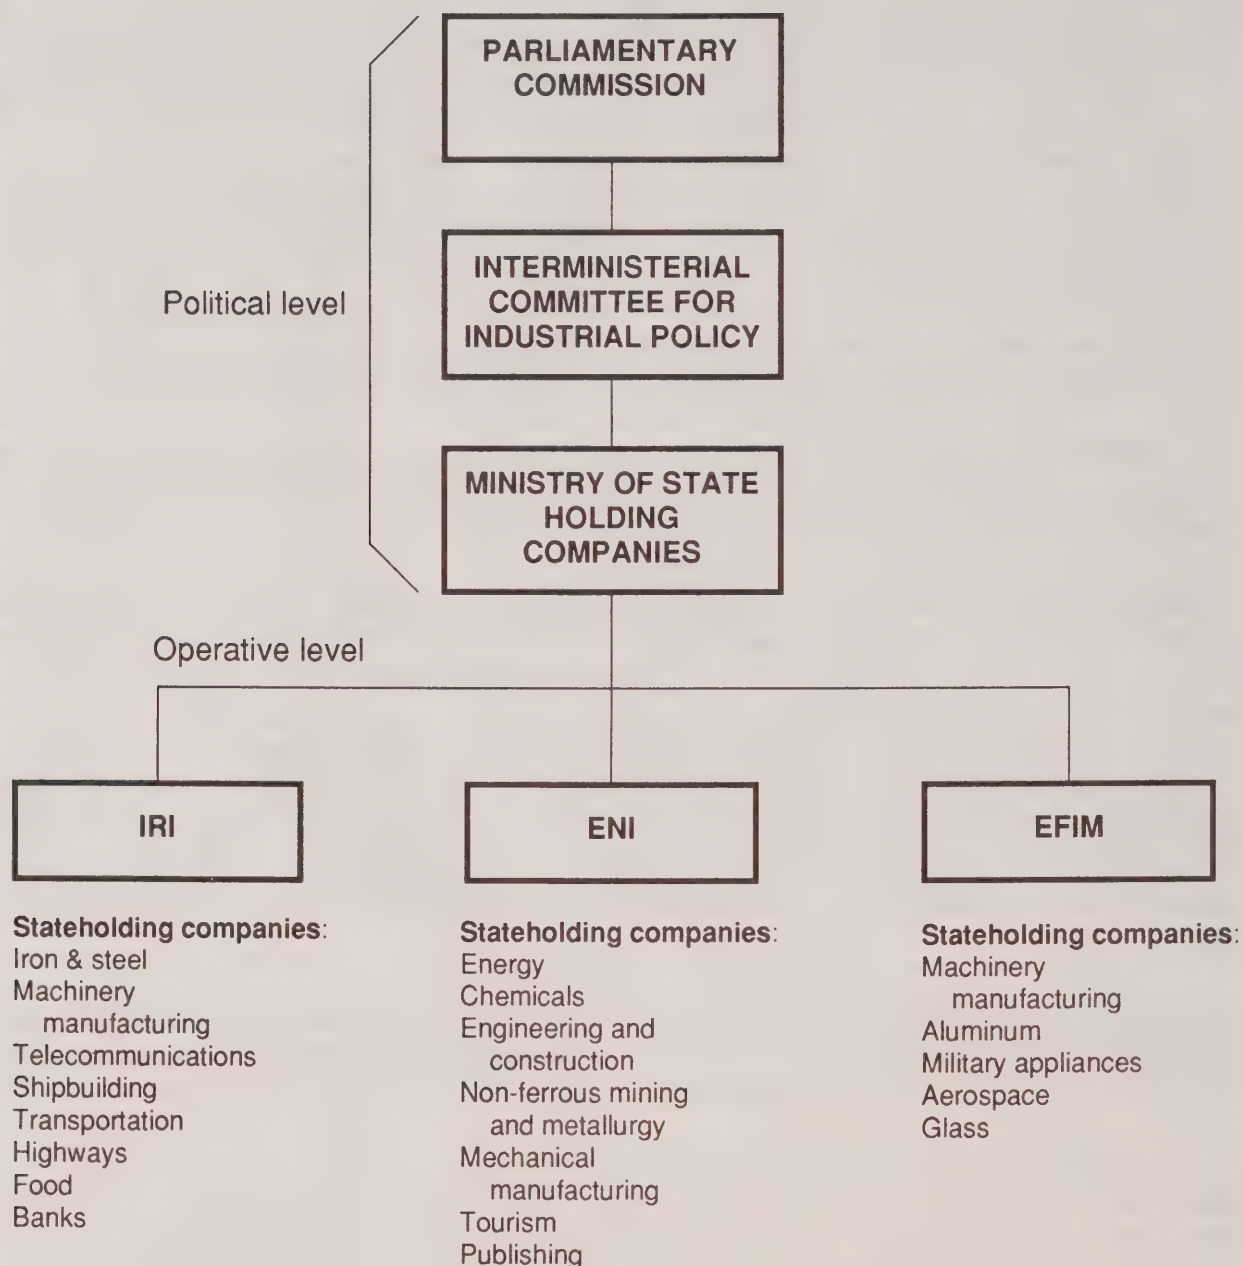 PARLIAMENTARY
COMMISSION
Political level
INTERMINISTERIAL
COMMITTEE FOR
INDUSTRIAL POLICY
MINISTRY OF STATE
HOLDING
COMPANIES
Operative level
IRI
Stateholding companies:
Iron & steel
Machinery
manufacturing
Telecommunications
Shipbuilding
Transportation
Highways
Food
Banks
ENI
Stateholding companies:
Energy
Chemicals
Engineering and
construction
Non-ferrous mining
and metallurgy
Mechanical
manufacturing
Tourism
Publishing
EFIM
Stateholding companies:
Machinery
manufacturing
Aluminum
Military appliances
Aerospace
Glass